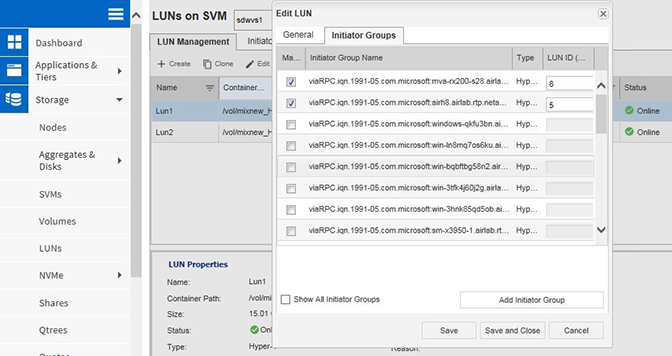 LUNs on SVM sdwvs1
Dashboard
Applications &
Tiers
Storage
Nodes
Aggregates &
Disks
SVMs
Volumes
LUNs
NVMe
Shares
Qtrees
LUN Management Initiato
Create Clone Edit
Name Container... Status
Lun1 /vol/mixnew_H Online
Lun2 /vol/mixnew_H Online
LUN Properties
Name: Lun1
Container Path: /vol/mi
Size: 15.01
Status: Onl
Type: Hyper-
Edit LUN
General Initiator Groups
Ma... Initiator Group Name Type LUN ID (...
viaRPC.iqn.1991-05.com.microsoft:mva-rx200-s28.airla... Hyp...
viaRPC.iqn.1991-05.com.microsoft:airh8.airlab.rtp.neta... Hyp... 5
viaRPC.iqn.1991-05.com.microsoft:windows-qkfu3bn.ai... Hyp...
viaRPC.iqn.1991-05.com.microsoft:win-ln8mq7os6ku.ai... Hyp...
viaRPC.iqn.1991-05.com.microsoft:win-bqbftbg58n2.air... Hyp...
viaRPC.iqn.1991-05.com.microsoft:win-3tfk4j60j2g.airla... Hyp...
viaRPC.iqn.1991-05.com.microsoft:win-3hnk85qd5ob.ai... Hyp...
viaRPC.iqn.1991-05.com.microsoft:sm-x3950-1.airlab.rt... Hyp...
Show All Initiator Groups Add Initiator Group
Save Save and Close Cancel